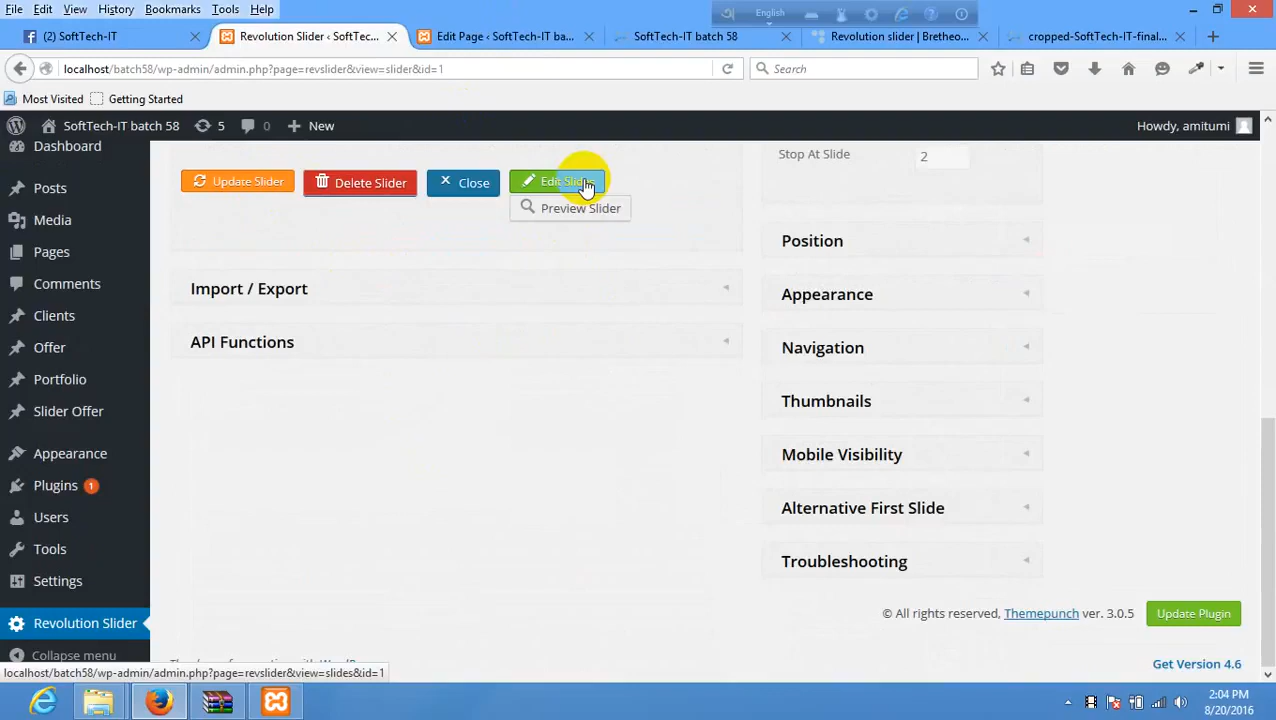 File Edit View History Bookmarks Tools Help
English
(2) SoftTech-IT
Revolution Slider ‹ SoftTec...
Edit Page ‹ SoftTech-IT ba...
SoftTech-IT batch 58
Revolution slider | Bretheo...
cropped-SoftTech-IT-final...
localhost/batch58/wp-admin/admin.php?page=revslider&view=slider&id=1
Search
Most Visited
Getting Started
SoftTech-IT batch 58
5
0
New
Howdy, amitumi
Dashboard
Posts
Media
Pages
Comments
Clients
Offer
Portfolio
Slider Offer
Appearance
Plugins 1
Users
Tools
Settings
Revolution Slider
Collapse menu
Update Slider
Delete Slider
Close
Edit Slides
Preview Slider
Import / Export
API Functions
Stop At Slide
2
Position
Appearance
Navigation
Thumbnails
Mobile Visibility
Alternative First Slide
Troubleshooting
© All rights reserved, Themepunch ver. 3.0.5
Update Plugin
Get Version 4.6
localhost/batch58/wp-admin/admin.php?page=revslider&view=slides&id=1
2:04 PM
8/20/2016